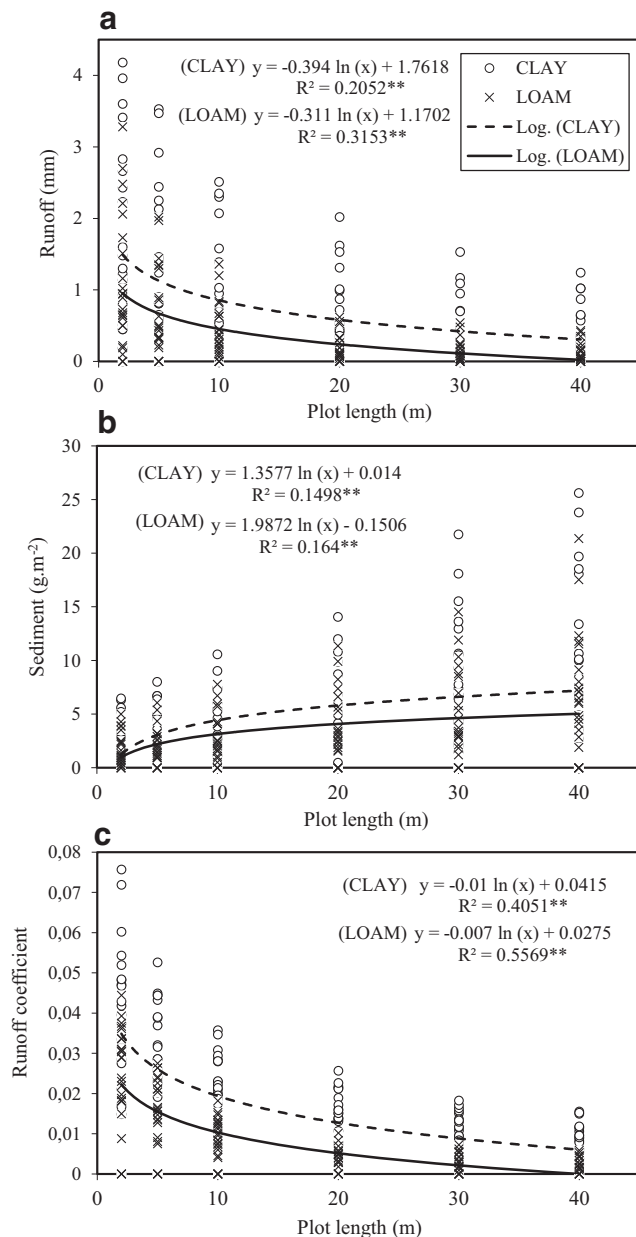 a
4
3
2
1
0
Runoff (mm)
(CLAY) y = -0.394 ln (x) + 1.7618
R² = 0.2052**
(LOAM) y = -0.311 ln (x) + 1.1702
R² = 0.3153**
CLAY
LOAM
Log. (CLAY)
Log. (LOAM)
0 10 20 30 40
Plot length (m)
b
30
25
20
15
10
5
0
Sediment (g.m⁻²)
(CLAY) y = 1.3577 ln (x) + 0.014
R² = 0.1498**
(LOAM) y = 1.9872 ln (x) - 0.1506
R² = 0.164**
0 10 20 30 40
Plot length (m)
c
0,08
0,07
0,06
0,05
0,04
0,03
0,02
0,01
0
Runoff coefficient
(CLAY) y = -0.01 ln (x) + 0.0415
R² = 0.4051**
(LOAM) y = -0.007 ln (x) + 0.0275
R² = 0.5569**
0 10 20 30 40
Plot length (m)